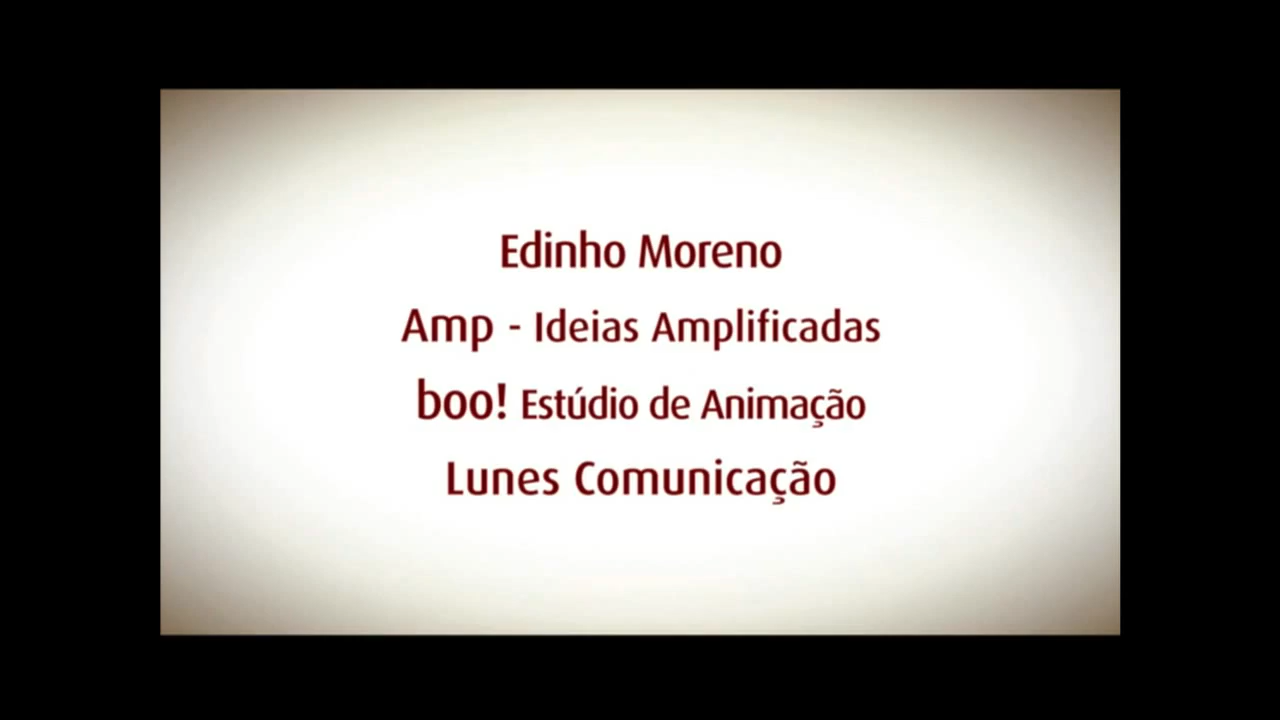 Edinho Moreno
Amp - Ideias Amplificadas
boo! Estúdio de Animação
Lunes Comunicação